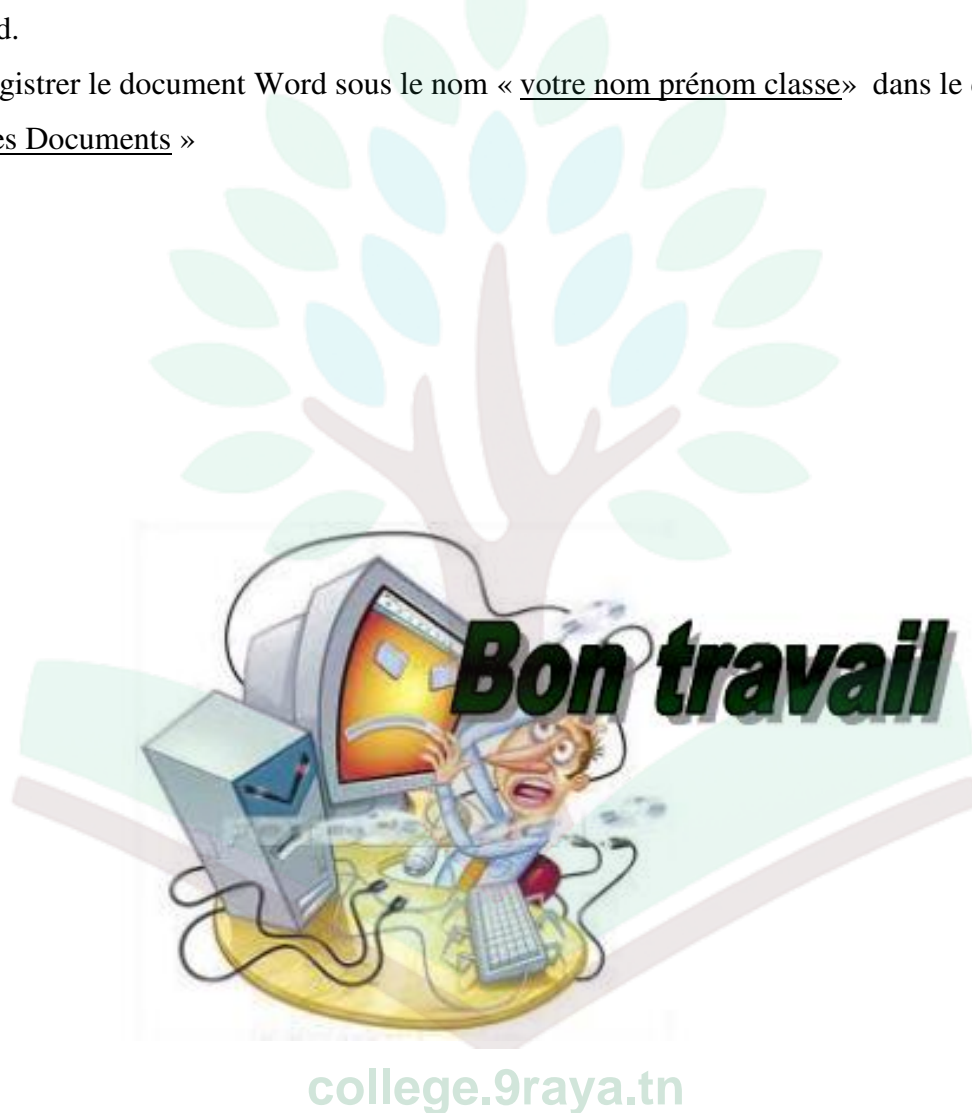 d.
gistrer le document Word sous le nom « votre nom prénom classe» dans le
es Documents »
Bon travail
college.9raya.tn